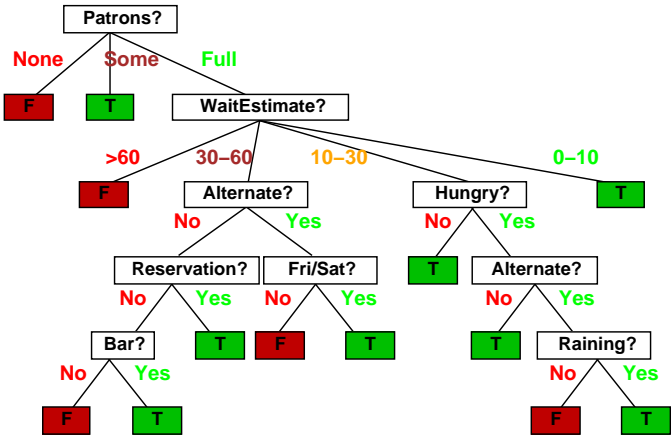 Patrons?
None Some Full
F T WaitEstimate?
>60 30–60 10–30 0–10
F Alternate? Hungry? T
No Yes No Yes
Reservation? Fri/Sat? T Alternate?
No Yes No Yes No Yes
Bar? T F T T Raining?
No Yes No Yes
F T F T